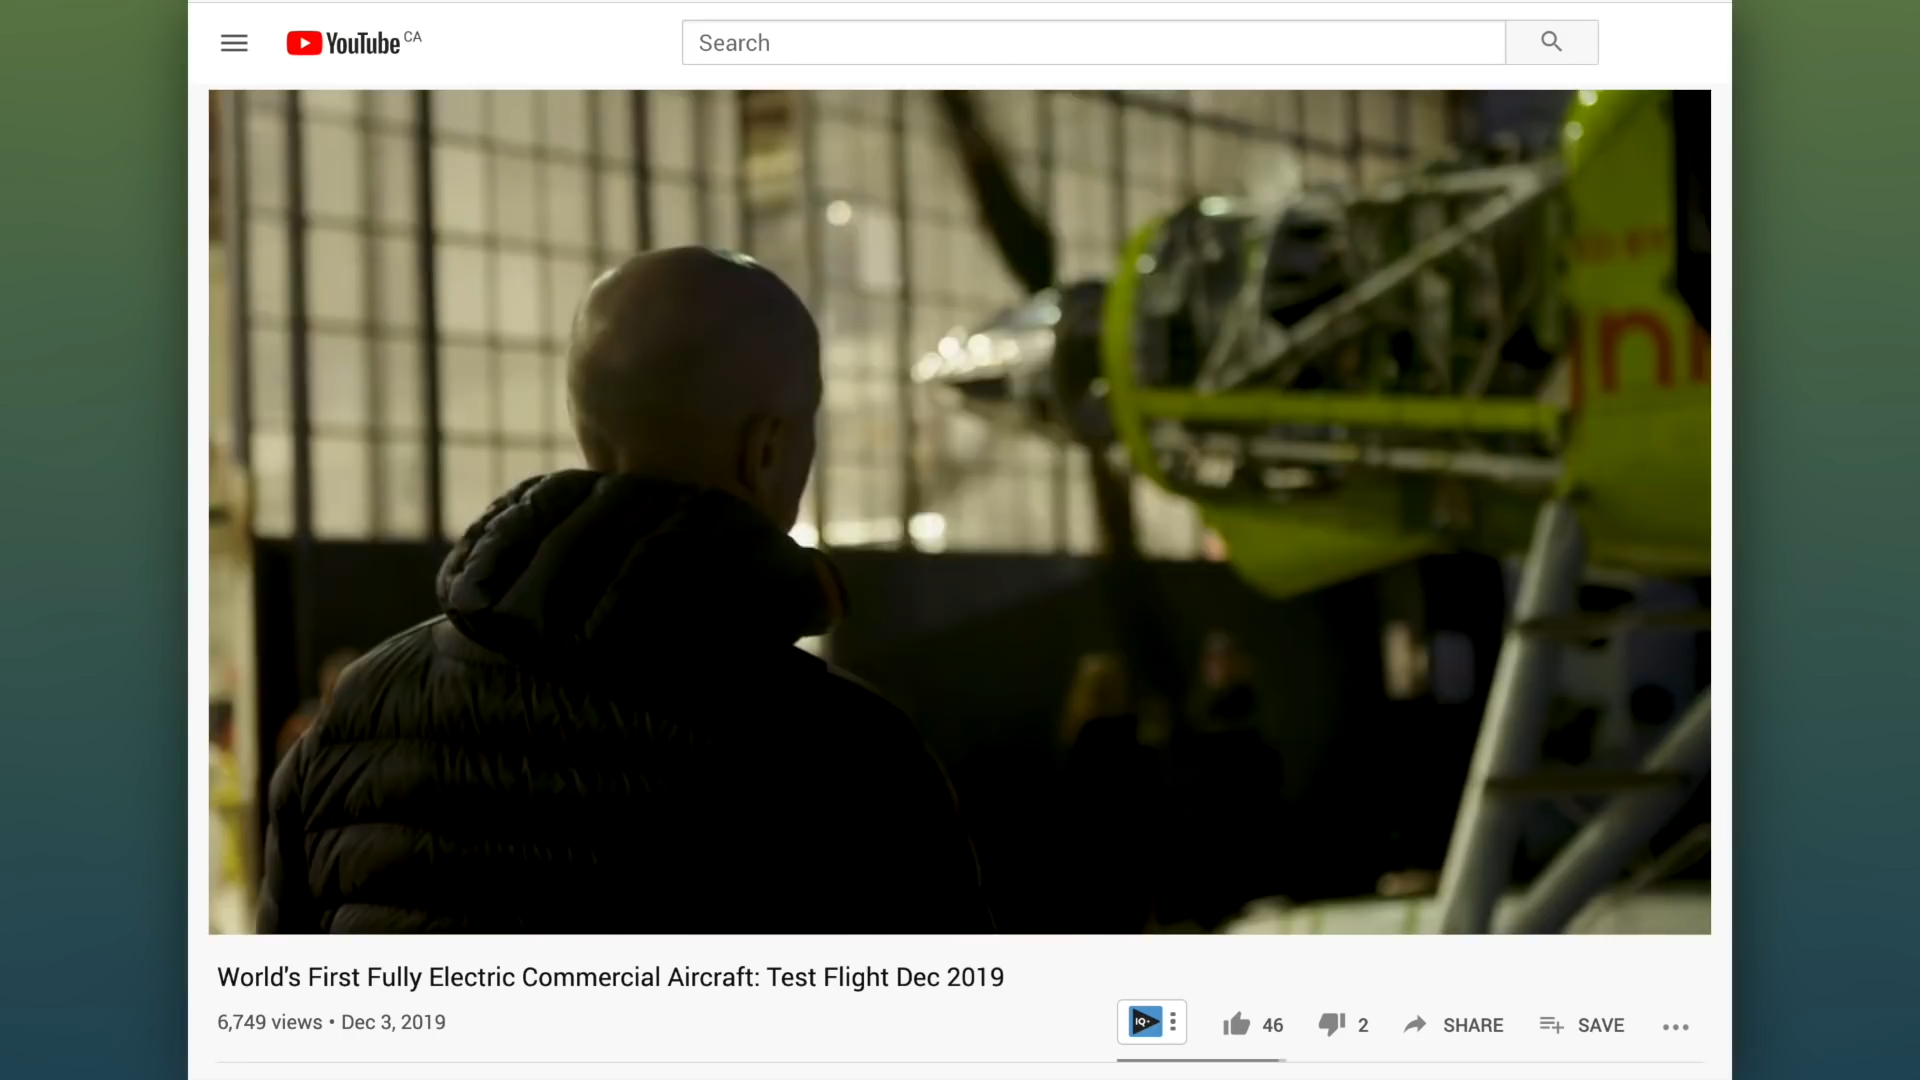 YouTube CA
Search
World's First Fully Electric Commercial Aircraft: Test Flight Dec 2019
6,749 views • Dec 3, 2019
IQ+
46
2
SHARE
SAVE